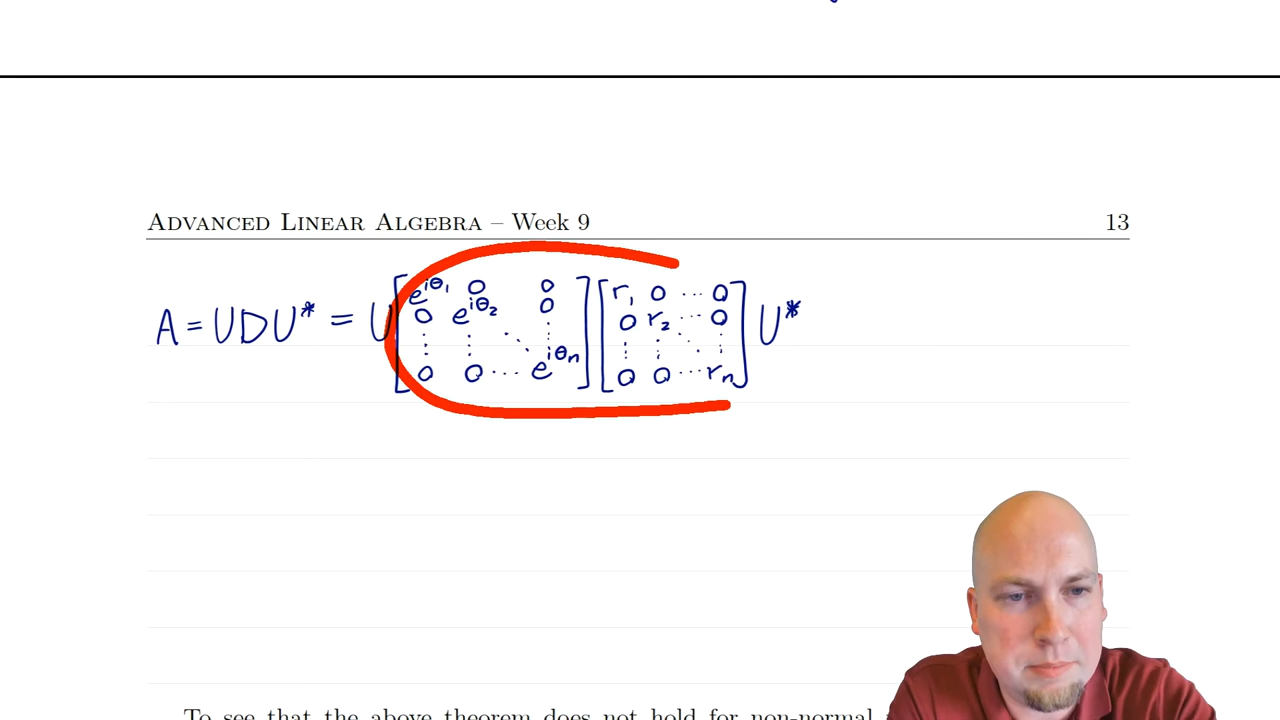 ADVANCED LINEAR ALGEBRA – Week 9 13
A = UDU* = U [ e^{iθ₁} 0 0 ; 0 e^{iθ₂} 0 ; ⋮ ⋮ ⋱ ⋮ ; 0 0 ⋯ e^{iθₙ} ] [ r₁ 0 ⋯ 0 ; 0 r₂ ⋯ 0 ; ⋮ ⋮ ⋱ ⋮ ; 0 0 ⋯ rₙ ] U*
To see that the above theorem does not hold for non-normal